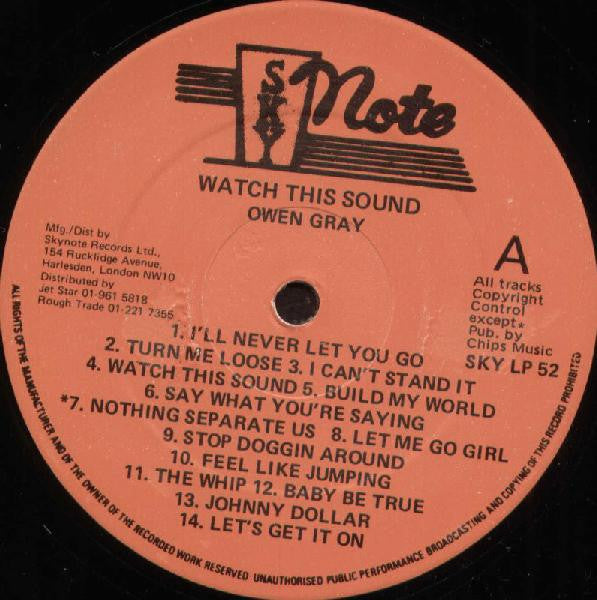 SKY Note
WATCH THIS SOUND
OWEN GRAY
Mfg./Dist by
Skynote Records Ltd.,
154 Rucklidge Avenue,
Harlesden, London NW10
Distributed by
Jet Star 01-961 5818
Rough Trade 01-221 7355
A
All tracks
Copyright
Control
except*
Pub. by
Chips Music
SKY LP 52
1. I'LL NEVER LET YOU GO
2. TURN ME LOOSE 3. I CAN'T STAND IT
4. WATCH THIS SOUND 5. BUILD MY WORLD
6. SAY WHAT YOU'RE SAYING
*7. NOTHING SEPARATE US 8. LET ME GO GIRL
9. STOP DOGGIN AROUND
10. FEEL LIKE JUMPING
11. THE WHIP 12. BABY BE TRUE
13. JOHNNY DOLLAR
14. LET'S GET IT ON
ALL RIGHTS OF THE MANUFACTURER AND OF THE OWNER OF THE RECORDED WORK RESERVED UNAUTHORISED PUBLIC PERFORMANCE BROADCASTING AND COPYING OF THIS RECORD PROHIBITED